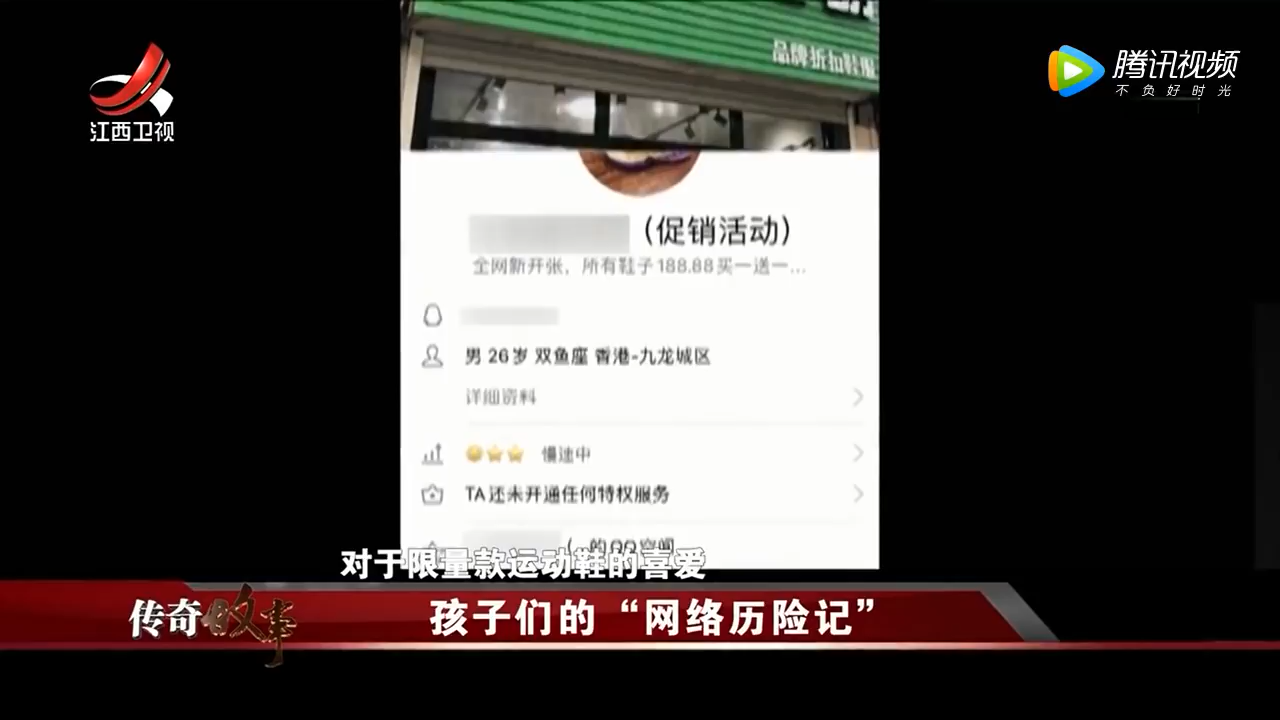 品牌折扣鞋服
江西卫视
腾讯视频
不负好时光
（促销活动）
全网新开张，所有鞋子188.88买一送一...
男 26岁 双鱼座 香港-九龙城区
详细资料
慢速中
TA还未开通任何特权服务
的QQ空间
对于限量款运动鞋的喜爱
传奇故事
孩子们的“网络历险记”